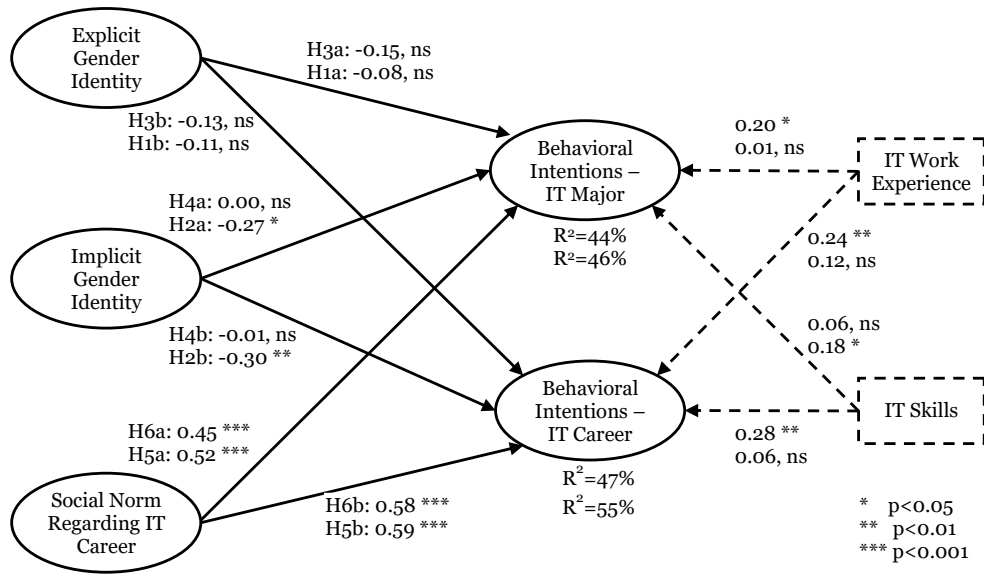 Explicit
Gender
Identity
H3a: -0.15, ns
H1a: -0.08, ns
H3b: -0.13, ns
H1b: -0.11, ns
Behavioral
Intentions –
IT Major
R²=44%
R²=46%
0.20 *
0.01, ns
IT Work
Experience
H4a: 0.00, ns
H2a: -0.27 *
Implicit
Gender
Identity
0.24 **
0.12, ns
H4b: -0.01, ns
H2b: -0.30 **
0.06, ns
0.18 *
Behavioral
Intentions –
IT Career
R²=47%
R²=55%
IT Skills
0.28 **
0.06, ns
H6a: 0.45 ***
H5a: 0.52 ***
Social Norm
Regarding IT
Career
H6b: 0.58 ***
H5b: 0.59 ***
* p<0.05
** p<0.01
*** p<0.001